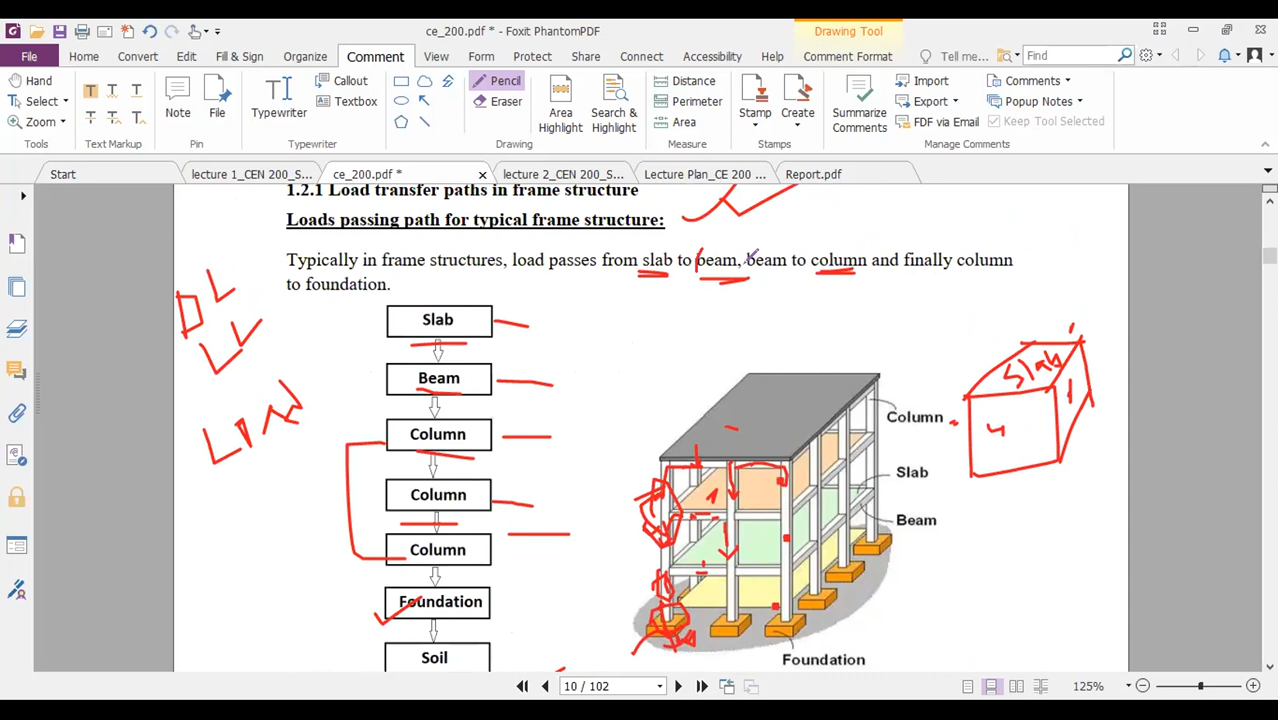 ce_200.pdf * - Foxit PhantomPDF
Drawing Tool
File
Home
Comment
View
Form
Protect
Share
Connect
Accessibility
Help
Fill & Sign
Organize
Comment Format
Tell me...
Find
Hand
Select
Zoom
Tools
Text Markup
Note
File
Pin
Typewriter
Callout
Textbox
Typewriter
Pencil
Eraser
Drawing
Area Highlight
Search & Highlight
Distance
Perimeter
Area
Measure
Stamp
Create
Stamps
Summarize Comments
Import
Export
FDF via Email
Comments
Popup Notes
Keep Tool Selected
Manage Comments
Start
lecture 1_CEN 200_S...
ce_200.pdf *
lecture 2_CEN 200_S...
Lecture Plan_CE 200 ...
Report.pdf
1.2.1 Load transfer paths in frame structure
Loads passing path for typical frame structure:
Typically in frame structures, load passes from slab to beam, beam to column and finally column
to foundation.
Slab
Beam
Column
Column
Column
Foundation
Soil
DL
LL
Slab
4
1
Column
Slab
Beam
Foundation
10 / 102
125%